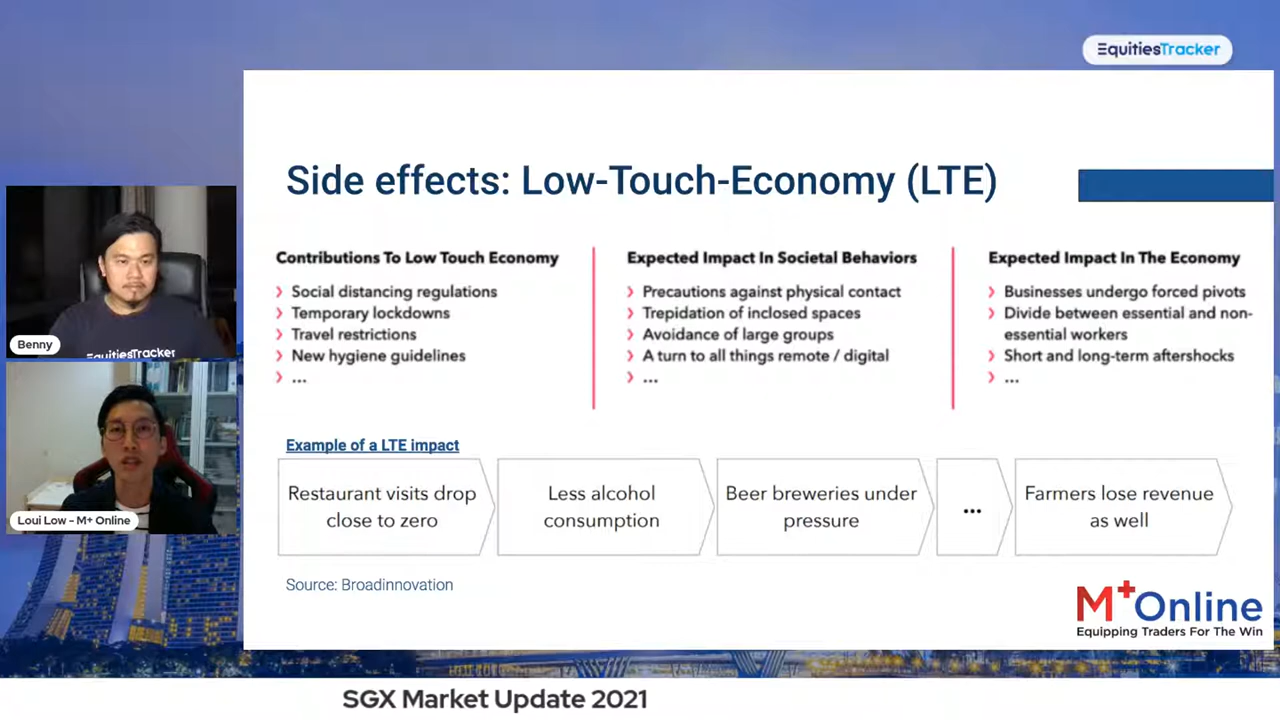 EquitiesTracker
Side effects: Low-Touch-Economy (LTE)
Contributions To Low Touch Economy
Social distancing regulations
Temporary lockdowns
Travel restrictions
New hygiene guidelines
...
Expected Impact In Societal Behaviors
Precautions against physical contact
Trepidation of inclosed spaces
Avoidance of large groups
A turn to all things remote / digital
...
Expected Impact In The Economy
Businesses undergo forced pivots
Divide between essential and non-
essential workers
Short and long-term aftershocks
...
Benny
EquitiesTracker
Loui Low - M+ Online
Example of a LTE impact
Restaurant visits drop
close to zero
Less alcohol
consumption
Beer breweries under
pressure
...
Farmers lose revenue
as well
Source: Broadinnovation
M+Online
Equipping Traders For The Win
SGX Market Update 2021